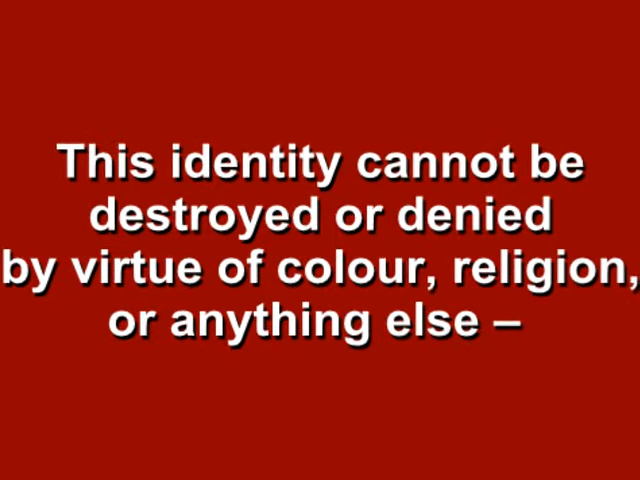 This identity cannot be
destroyed or denied
by virtue of colour, religion,
or anything else –